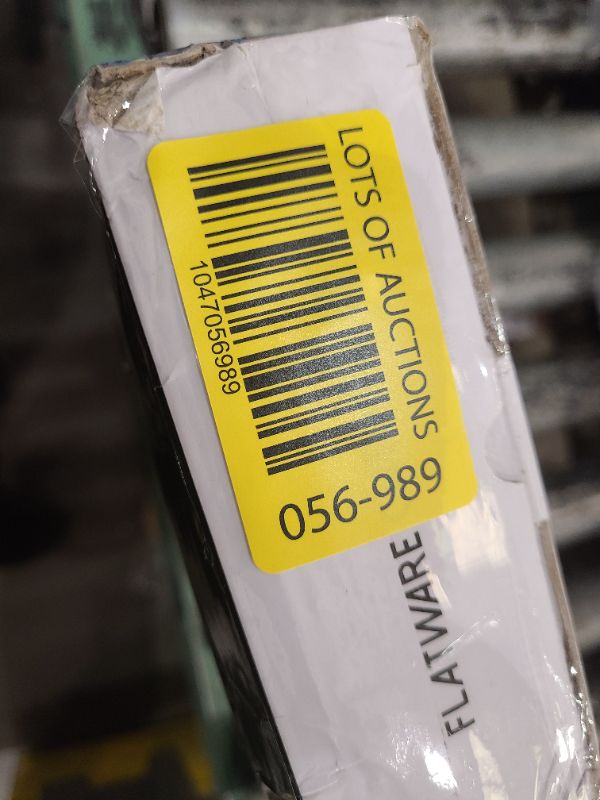 LOTS OF AUCTIONS
1047056989
056-989
FLATWARE